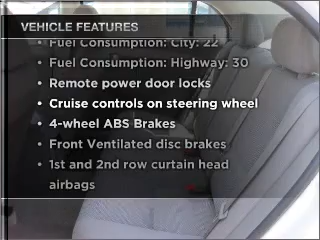 VEHICLE FEATURES
• Fuel Consumption: City: 22
• Fuel Consumption: Highway: 30
• Remote power door locks
• Cruise controls on steering wheel
• 4-wheel ABS Brakes
• Front Ventilated disc brakes
• 1st and 2nd row curtain head
airbags